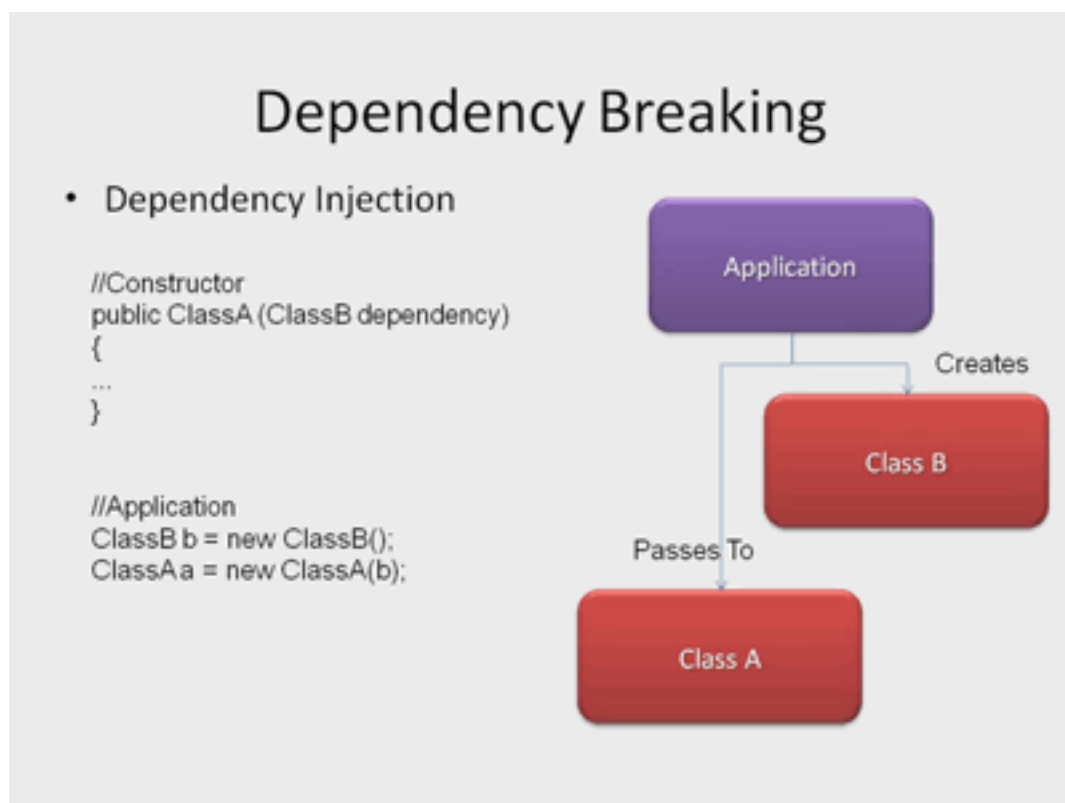 Dependency Breaking
• Dependency Injection
//Constructor
public ClassA (ClassB dependency)
{
...
}
//Application
ClassB b = new ClassB();
ClassA a = new ClassA(b);
Application
Creates
Class B
Passes To
Class A